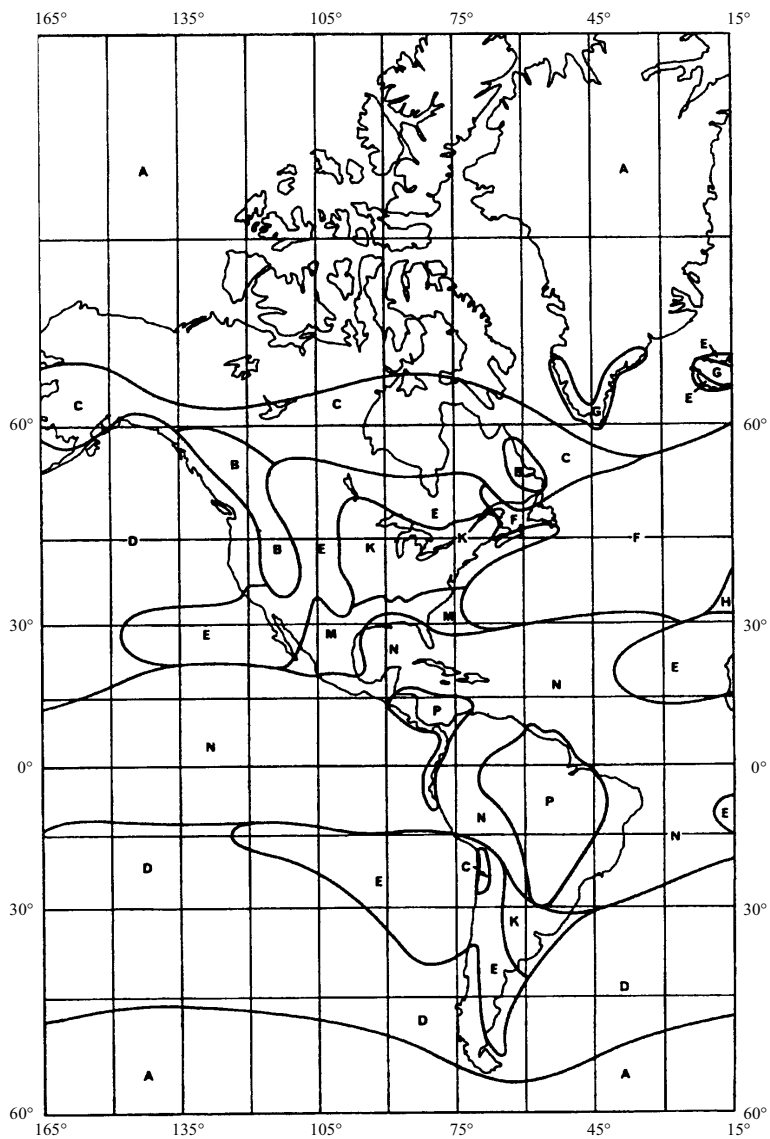 165° 135° 105° 75° 45° 15°
A A
E
G
C C E
G
60° 60°
B B C
E F
D B E K K F
H
M
30° E M N E 30°
N
P
N
0° 0°
P E
N N
C
D E
30° K 30°
E
D
D
A A
60° 60°
165° 135° 105° 75° 45° 15°